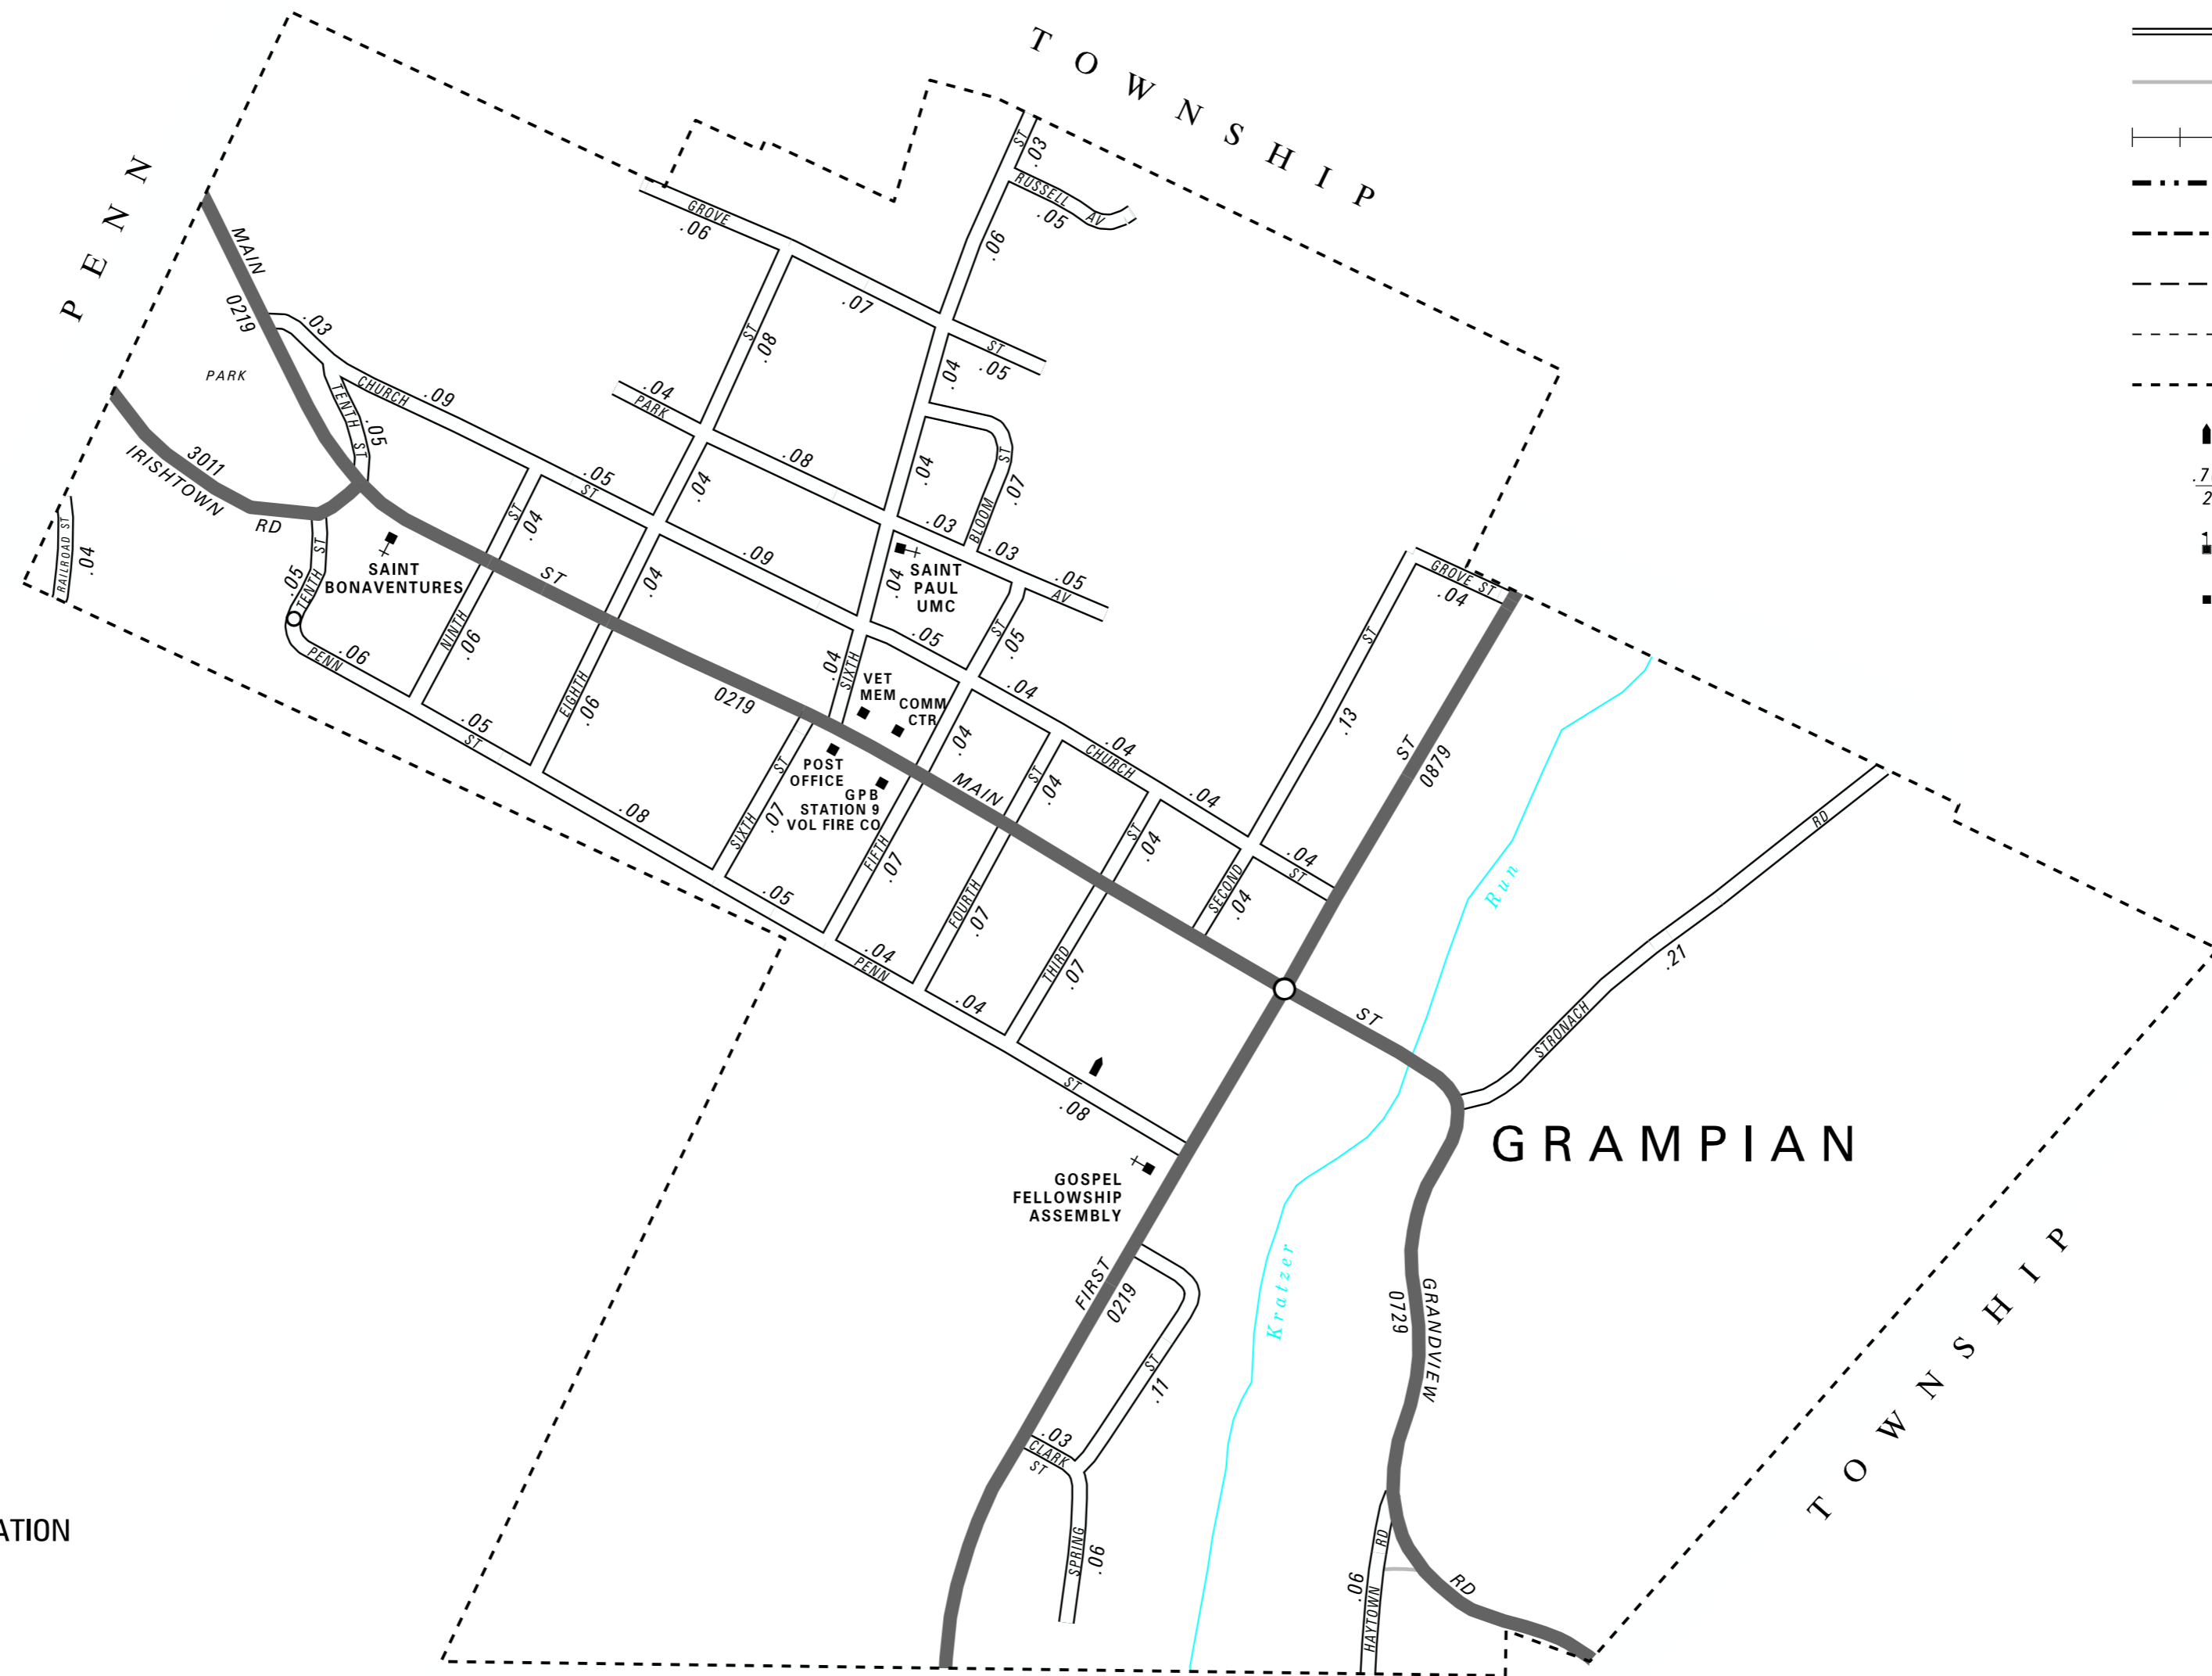 TOWNSHIP
PENN
MAIN
0219
PARK
.03
CHURCH
.09
TENTH ST
.05
3011
IRISHTOWN
RD
RAILROAD ST
.04
.05
TENTH
ST
SAINT
BONAVENTURES
PENN
.06
GROVE
.06
.07
ST
.08
.04
PARK
.08
.05
ST
.04
.09
ST
.03
RUSSELL
AV
.05
.06
ST
.05
.04
.04
ST
.07
BLOOM
.03
.03
.05
AV
SAINT
PAUL
UMC
.04
.05
ST
.05
ST
.04
ST
NINTH
.06
.04
EIGHTH
.06
.05
ST
.08
0219
.04
SIXTH
VET
MEM
COMM
CTR
POST
OFFICE
GPB
STATION 9
VOL FIRE CO
ST
SIXTH
.07
.05
FIFTH
.07
.04
.04
MAIN
ST
.04
FOURTH
.07
.04
PENN
.04
CHURCH
.04
ST
.04
THIRD
.07
.04
SECOND
.04
.04
ST
ST
.13
GROVE ST
.04
ST
0879
Run
RD
.21
STRONACH
ST
GRAMPIAN
ST
.08
GOSPEL
FELLOWSHIP
ASSEMBLY
FIRST
0219
Kratzer
GRANDVIEW
0729
ST
.11
.03
CLARK
ST
SPRING
.06
RD
.06
HAYTOWN
RD
TOWNSHIP
ATION
.7
2